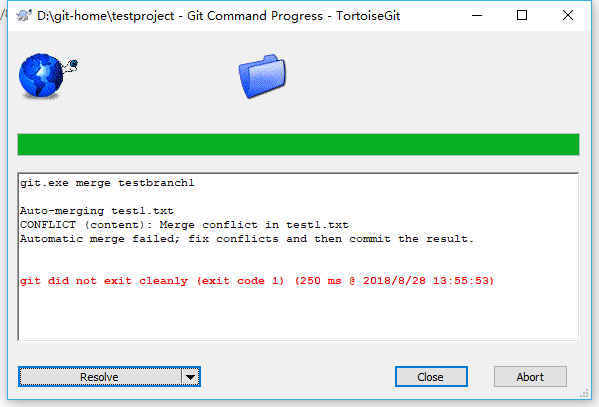 D:\git-home\testproject - Git Command Progress - TortoiseGit
git.exe merge testbranch1
Auto-merging test1.txt
CONFLICT (content): Merge conflict in test1.txt
Automatic merge failed; fix conflicts and then commit the result.
git did not exit cleanly (exit code 1) (250 ms @ 2018/8/28 13:55:53)
Resolve
Close
Abort